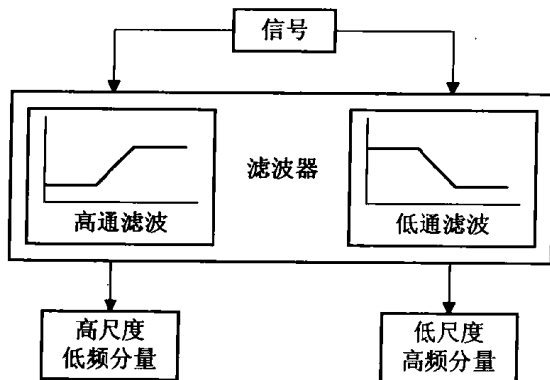 信号
滤波器
高通滤波
低通滤波
高尺度
低频分量
低尺度
高频分量